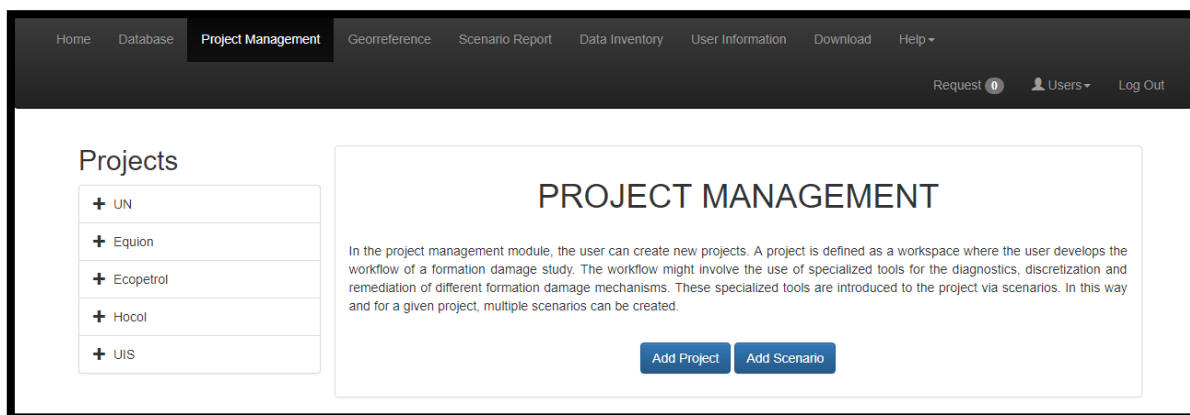 Home Database Project Management Georreference Scenario Report Data Inventory User Information Download Help
Request 0 Users Log Out
Projects
UN
Equion
Ecopetrol
Hocol
UIS
PROJECT MANAGEMENT
In the project management module, the user can create new projects. A project is defined as a workspace where the user develops the
workflow of a formation damage study. The workflow might involve the use of specialized tools for the diagnostics, discretization and
remediation of different formation damage mechanisms. These specialized tools are introduced to the project via scenarios. In this way
and for a given project, multiple scenarios can be created.
Add Project Add Scenario